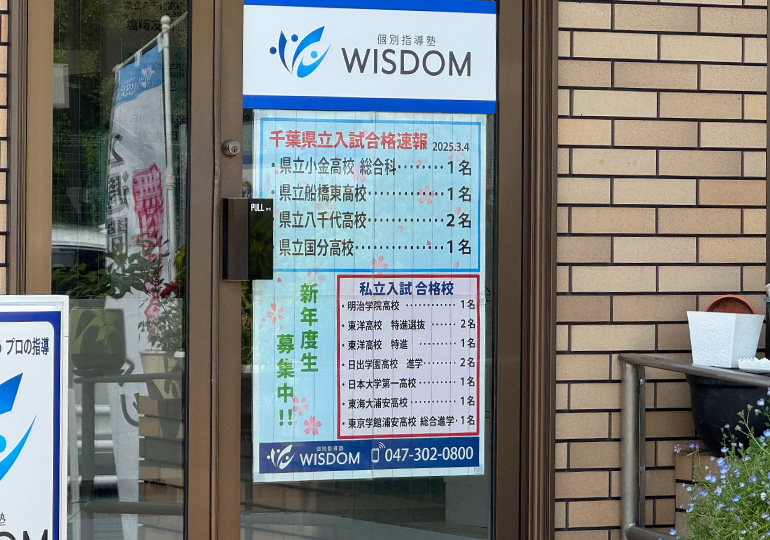 個別指導塾
WISDOM
千葉県立入試合格速報 2025.3.4
・県立小金高校 総合科・・・・・・・・1名
・県立船橋東高校・・・・・・・・・・・・1名
・県立八千代高校・・・・・・・・・・・・2名
・県立国分高校・・・・・・・・・・・・・・1名
PULL
新年度生
募集中!!
私立入試 合格校
・明治学院高校 ・・・・・・・・・・・1名
・東洋高校 特進選抜 ・・・・・・・2名
・東洋高校 特進 ・・・・・・・・・・1名
・日出学園高校 進学・・・・・・・・2名
・日本大学第一高校・・・・・・・・・1名
・東海大浦安高校・・・・・・・・・・1名
・東京学館浦安高校 総合進学・1名
個別指導塾
WISDOM 047-302-0800
プロの指導
塾
WISDOM